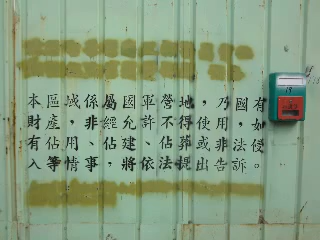 本區域係屬國軍營地，乃國有
財產，非經允許不得使用，如
有佔用、佔建、佔葬或非法侵
入等情事，將依法提出告訴。